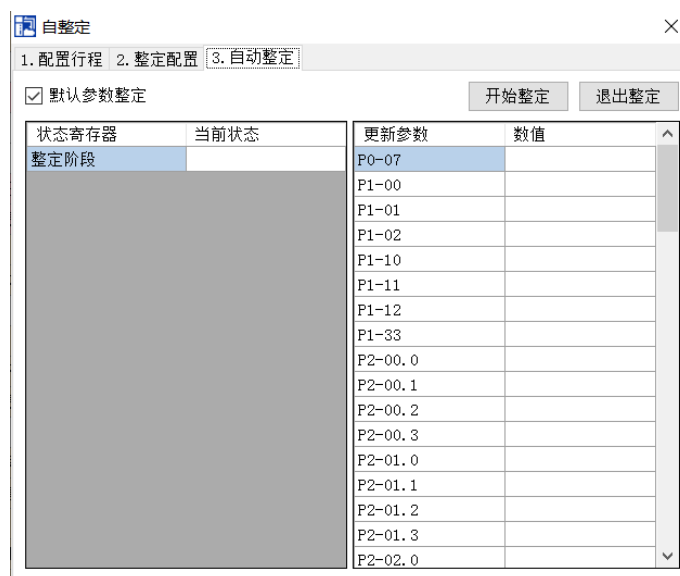 自整定
1.配置行程 2.整定配置 3.自动整定
默认参数整定 开始整定 退出整定
状态寄存器 当前状态 更新参数 数值
整定阶段 P0-07
P1-00
P1-01
P1-02
P1-10
P1-11
P1-12
P1-33
P2-00.0
P2-00.1
P2-00.2
P2-00.3
P2-01.0
P2-01.1
P2-01.2
P2-01.3
P2-02.0